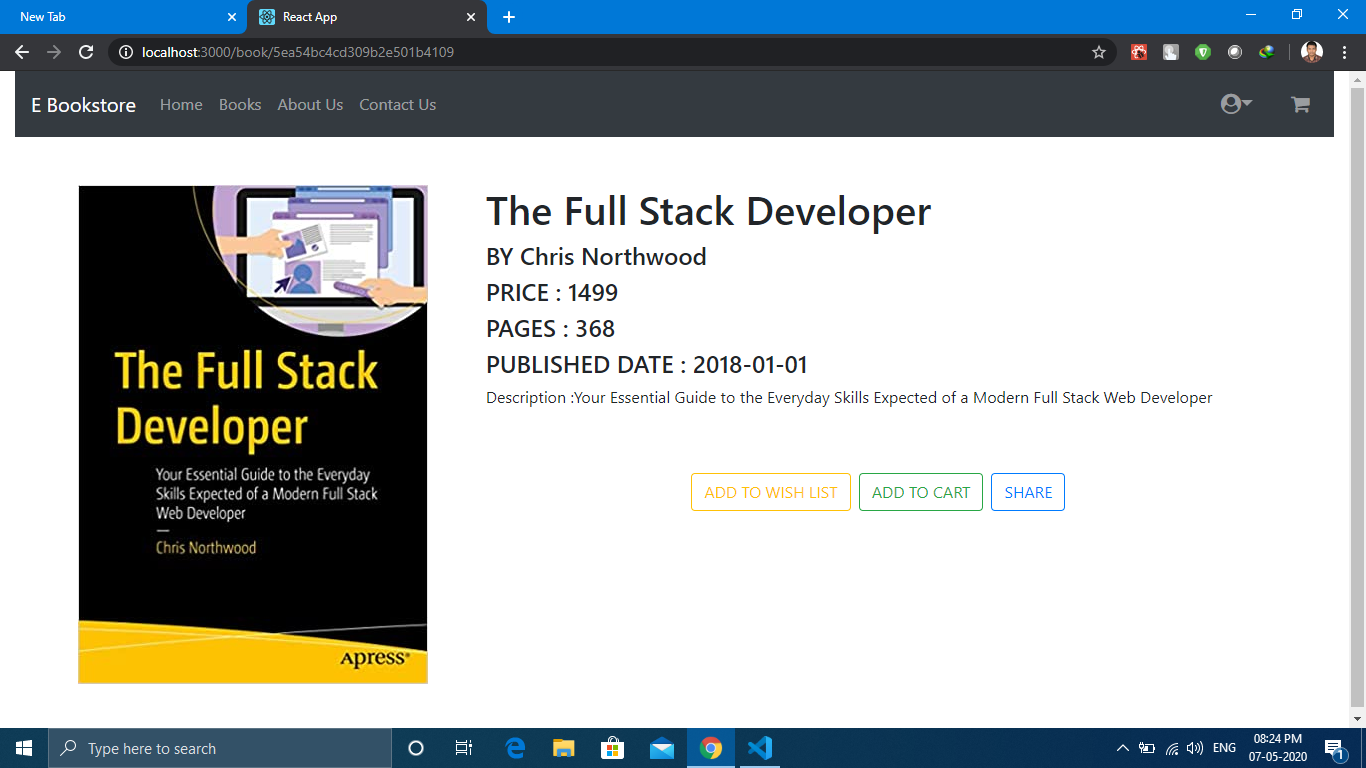 New Tab
React App
localhost:3000/book/5ea54bc4cd309b2e501b4109
E Bookstore Home Books About Us Contact Us
The Full Stack Developer
BY Chris Northwood
PRICE : 1499
PAGES : 368
PUBLISHED DATE : 2018-01-01
Description :Your Essential Guide to the Everyday Skills Expected of a Modern Full Stack Web Developer
ADD TO WISH LIST ADD TO CART SHARE
The Full Stack
Developer
Your Essential Guide to the Everyday
Skills Expected of a Modern Full Stack
Web Developer
Chris Northwood
Apress®
Type here to search
ENG
08:24 PM
07-05-2020
1